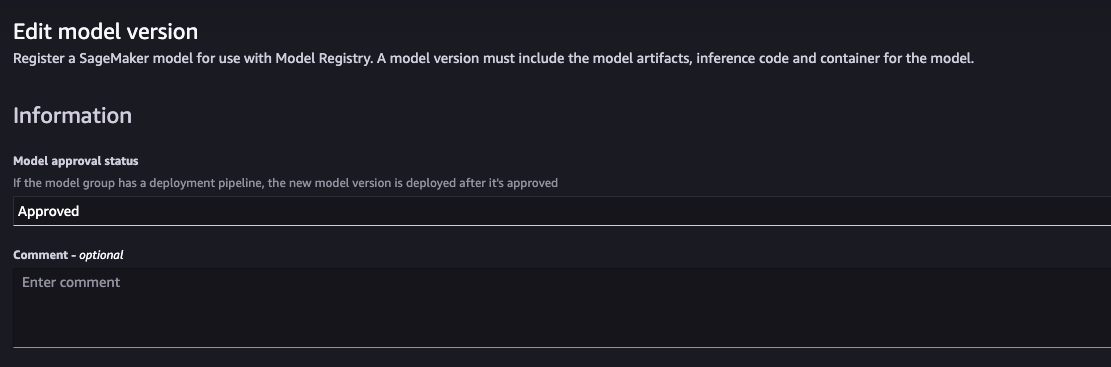 Edit model version
Register a SageMaker model for use with Model Registry. A model version must include the model artifacts, inference code and container for the model.
Information
Model approval status
If the model group has a deployment pipeline, the new model version is deployed after it's approved
Approved
Comment - optional
Enter comment